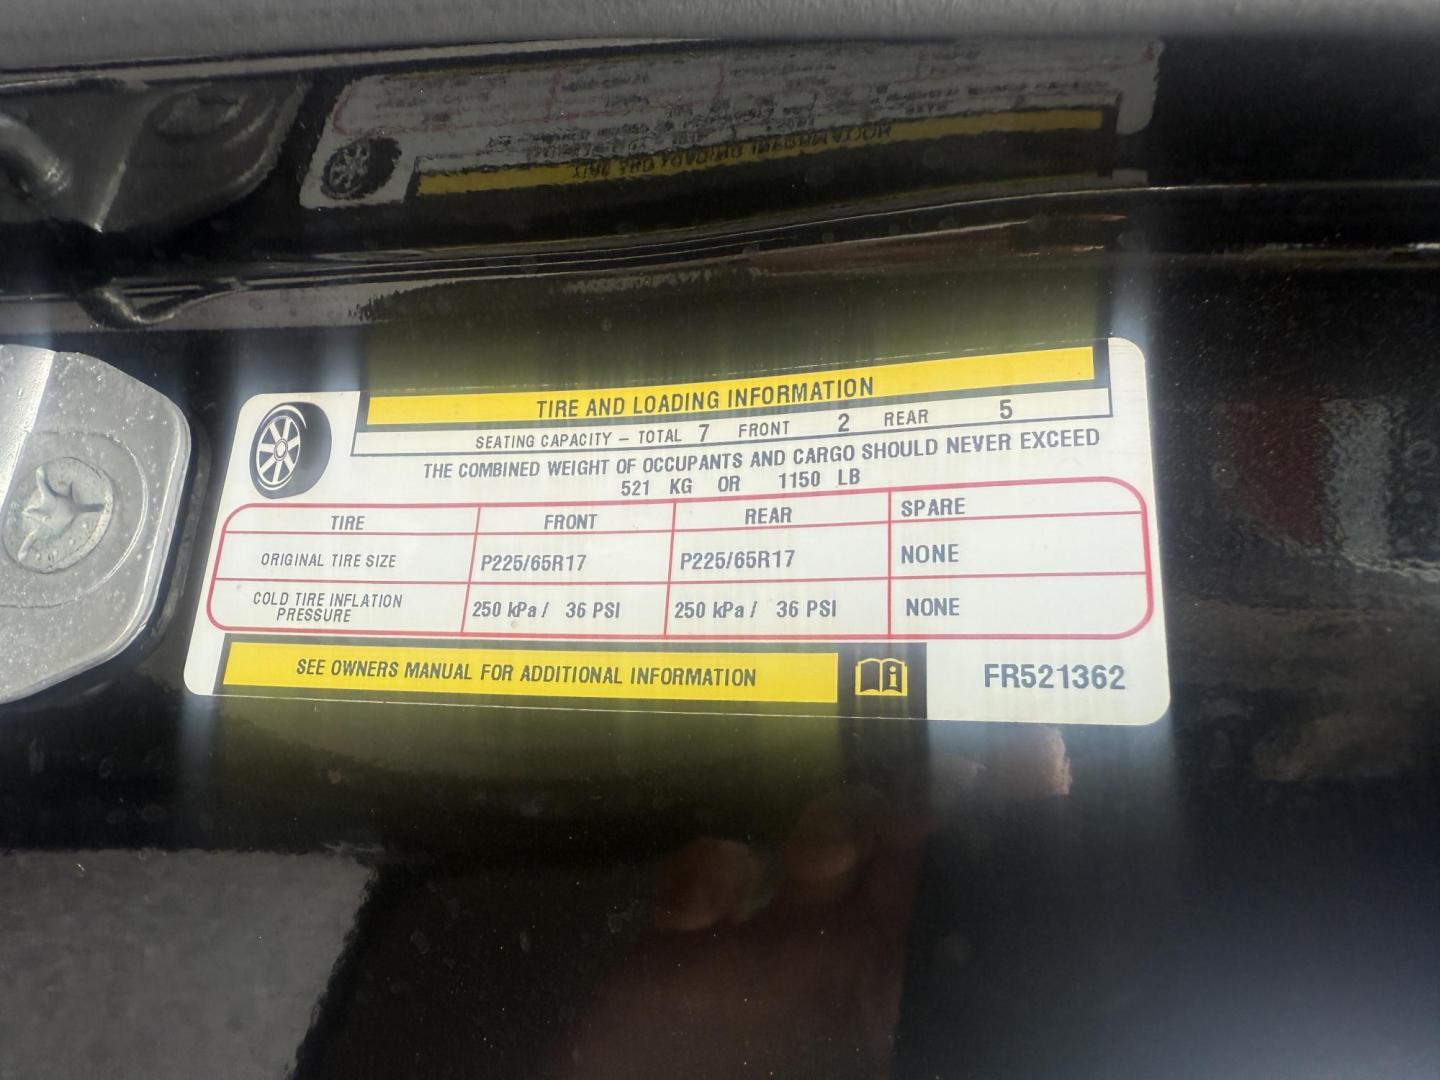 TIRE AND LOADING INFORMATION
SEATING CAPACITY – TOTAL 7 FRONT 2 REAR 5
THE COMBINED WEIGHT OF OCCUPANTS AND CARGO SHOULD NEVER EXCEED
521 KG OR 1150 LB
TIRE FRONT REAR SPARE
ORIGINAL TIRE SIZE P225/65R17 P225/65R17 NONE
COLD TIRE INFLATION PRESSURE 250 kPa / 36 PSI 250 kPa / 36 PSI NONE
SEE OWNERS MANUAL FOR ADDITIONAL INFORMATION
FR521362